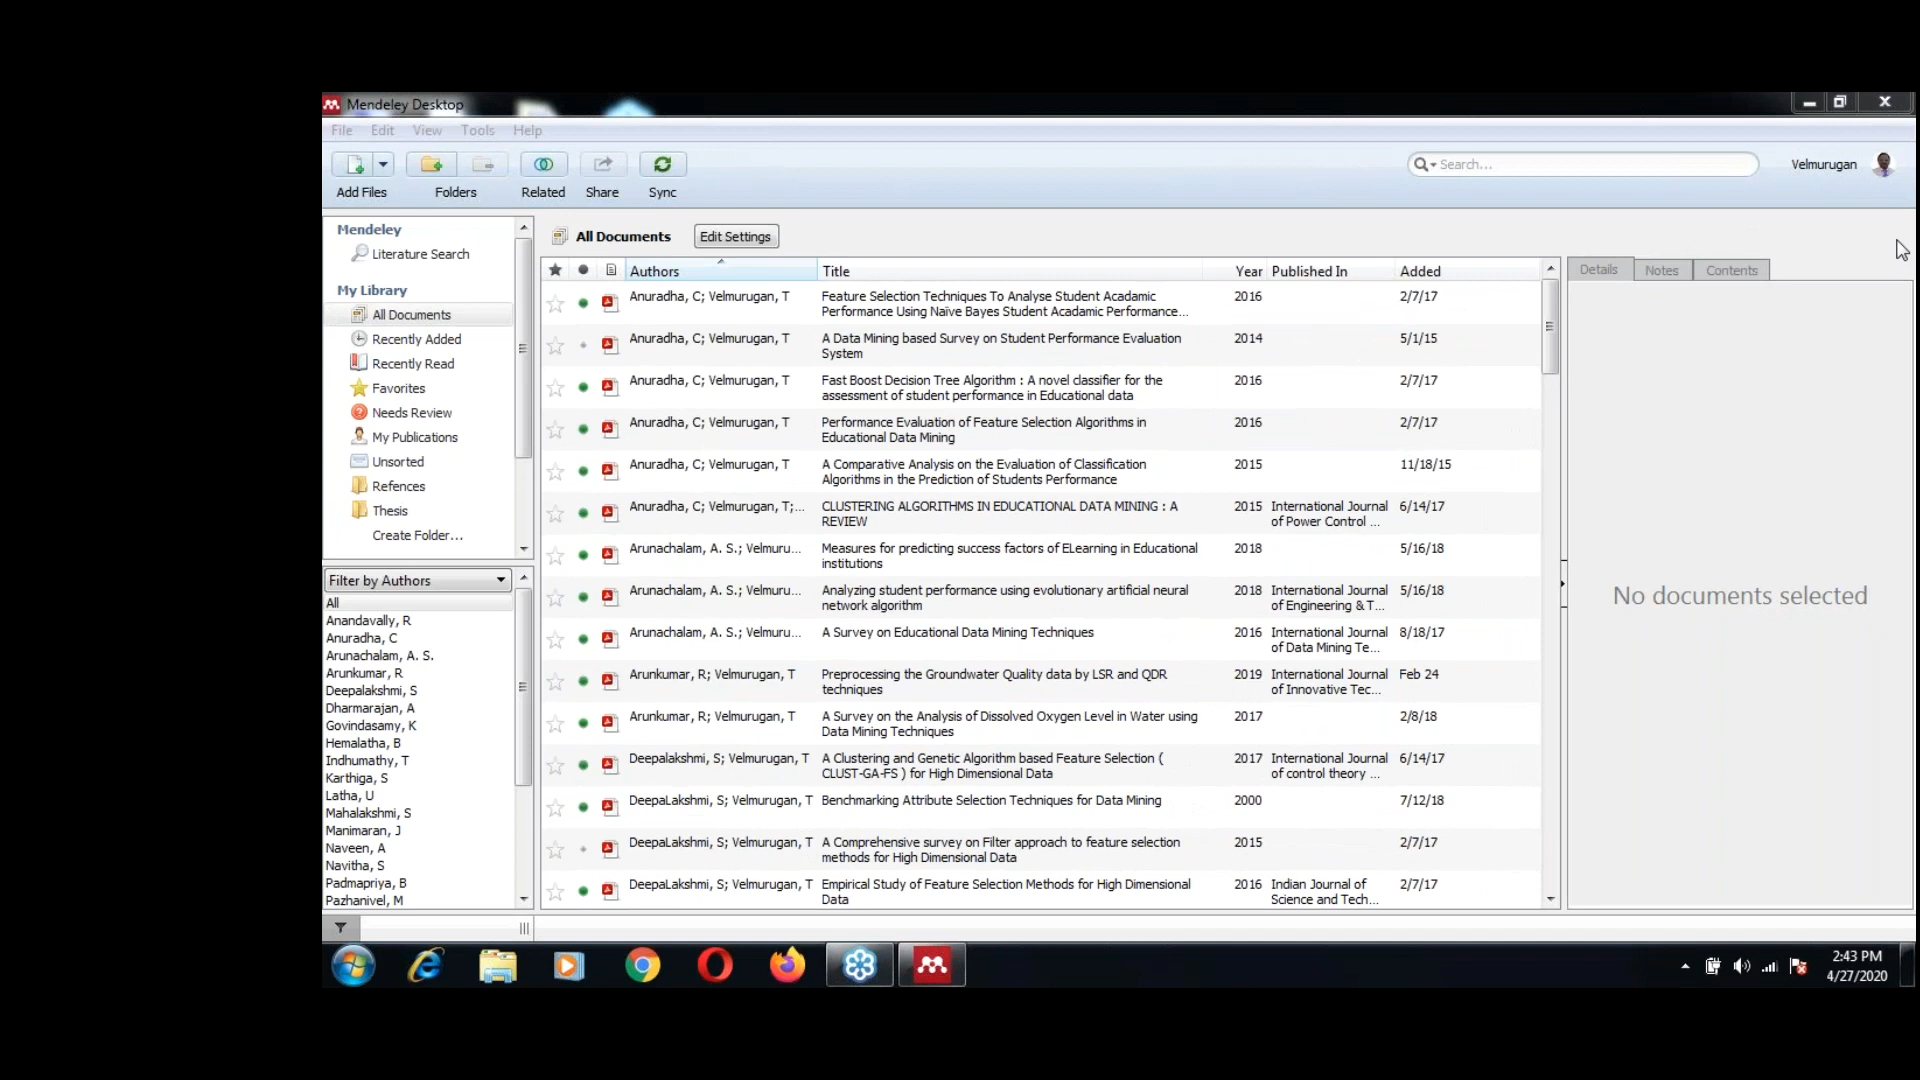 Mendeley Desktop
File Edit View Tools Help
Search...
Velmurugan
Add Files Folders Related Share Sync
Mendeley
Literature Search
My Library
All Documents
Recently Added
Recently Read
Favorites
Needs Review
My Publications
Unsorted
Refences
Thesis
Create Folder...
Filter by Authors
All
Anandavally, R
Anuradha, C
Arunachalam, A. S.
Arunkumar, R
Deepalakshmi, S
Dharmarajan, A
Govindasamy, K
Hemalatha, B
Indhumathy, T
Karthiga, S
Latha, U
Mahalakshmi, S
Manimaran, J
Naveen, A
Navitha, S
Padmapriya, B
Pazhanivel, M
All Documents Edit Settings
Authors Title Year Published In Added
Anuradha, C; Velmurugan, T Feature Selection Techniques To Analyse Student Acadamic 2016 2/7/17
Performance Using Naïve Bayes Student Acadamic Performance...
Anuradha, C; Velmurugan, T A Data Mining based Survey on Student Performance Evaluation 2014 5/1/15
System
Anuradha, C; Velmurugan, T Fast Boost Decision Tree Algorithm : A novel classifier for the 2016 2/7/17
assessment of student performance in Educational data
Anuradha, C; Velmurugan, T Performance Evaluation of Feature Selection Algorithms in 2016 2/7/17
Educational Data Mining
Anuradha, C; Velmurugan, T A Comparative Analysis on the Evaluation of Classification 2015 11/18/15
Algorithms in the Prediction of Students Performance
Anuradha, C; Velmurugan, T;... CLUSTERING ALGORITHMS IN EDUCATIONAL DATA MINING : A 2015 International Journal 6/14/17
REVIEW of Power Control ...
Arunachalam, A. S.; Velmuru... Measures for predicting success factors of ELearning in Educational 2018 5/16/18
institutions
Arunachalam, A. S.; Velmuru... Analyzing student performance using evolutionary artificial neural 2018 International Journal 5/16/18
network algorithm of Engineering & T...
Arunachalam, A. S.; Velmuru... A Survey on Educational Data Mining Techniques 2016 International Journal 8/18/17
of Data Mining Te...
Arunkumar, R; Velmurugan, T Preprocessing the Groundwater Quality data by LSR and QDR 2019 International Journal Feb 24
techniques of Innovative Tec...
Arunkumar, R; Velmurugan, T A Survey on the Analysis of Dissolved Oxygen Level in Water using 2017 2/8/18
Data Mining Techniques
Deepalakshmi, S; Velmurugan, T A Clustering and Genetic Algorithm based Feature Selection ( 2017 International Journal 6/14/17
CLUST-GA-FS ) for High Dimensional Data of control theory ...
DeepaLakshmi, S; Velmurugan, T Benchmarking Attribute Selection Techniques for Data Mining 2000 7/12/18
DeepaLakshmi, S; Velmurugan, T A Comprehensive survey on Filter approach to feature selection 2015 2/7/17
methods for High Dimensional Data
DeepaLakshmi, S; Velmurugan, T Empirical Study of Feature Selection Methods for High Dimensional 2016 Indian Journal of 2/7/17
Data Science and Tech...
Details Notes Contents
No documents selected
2:43 PM
4/27/2020